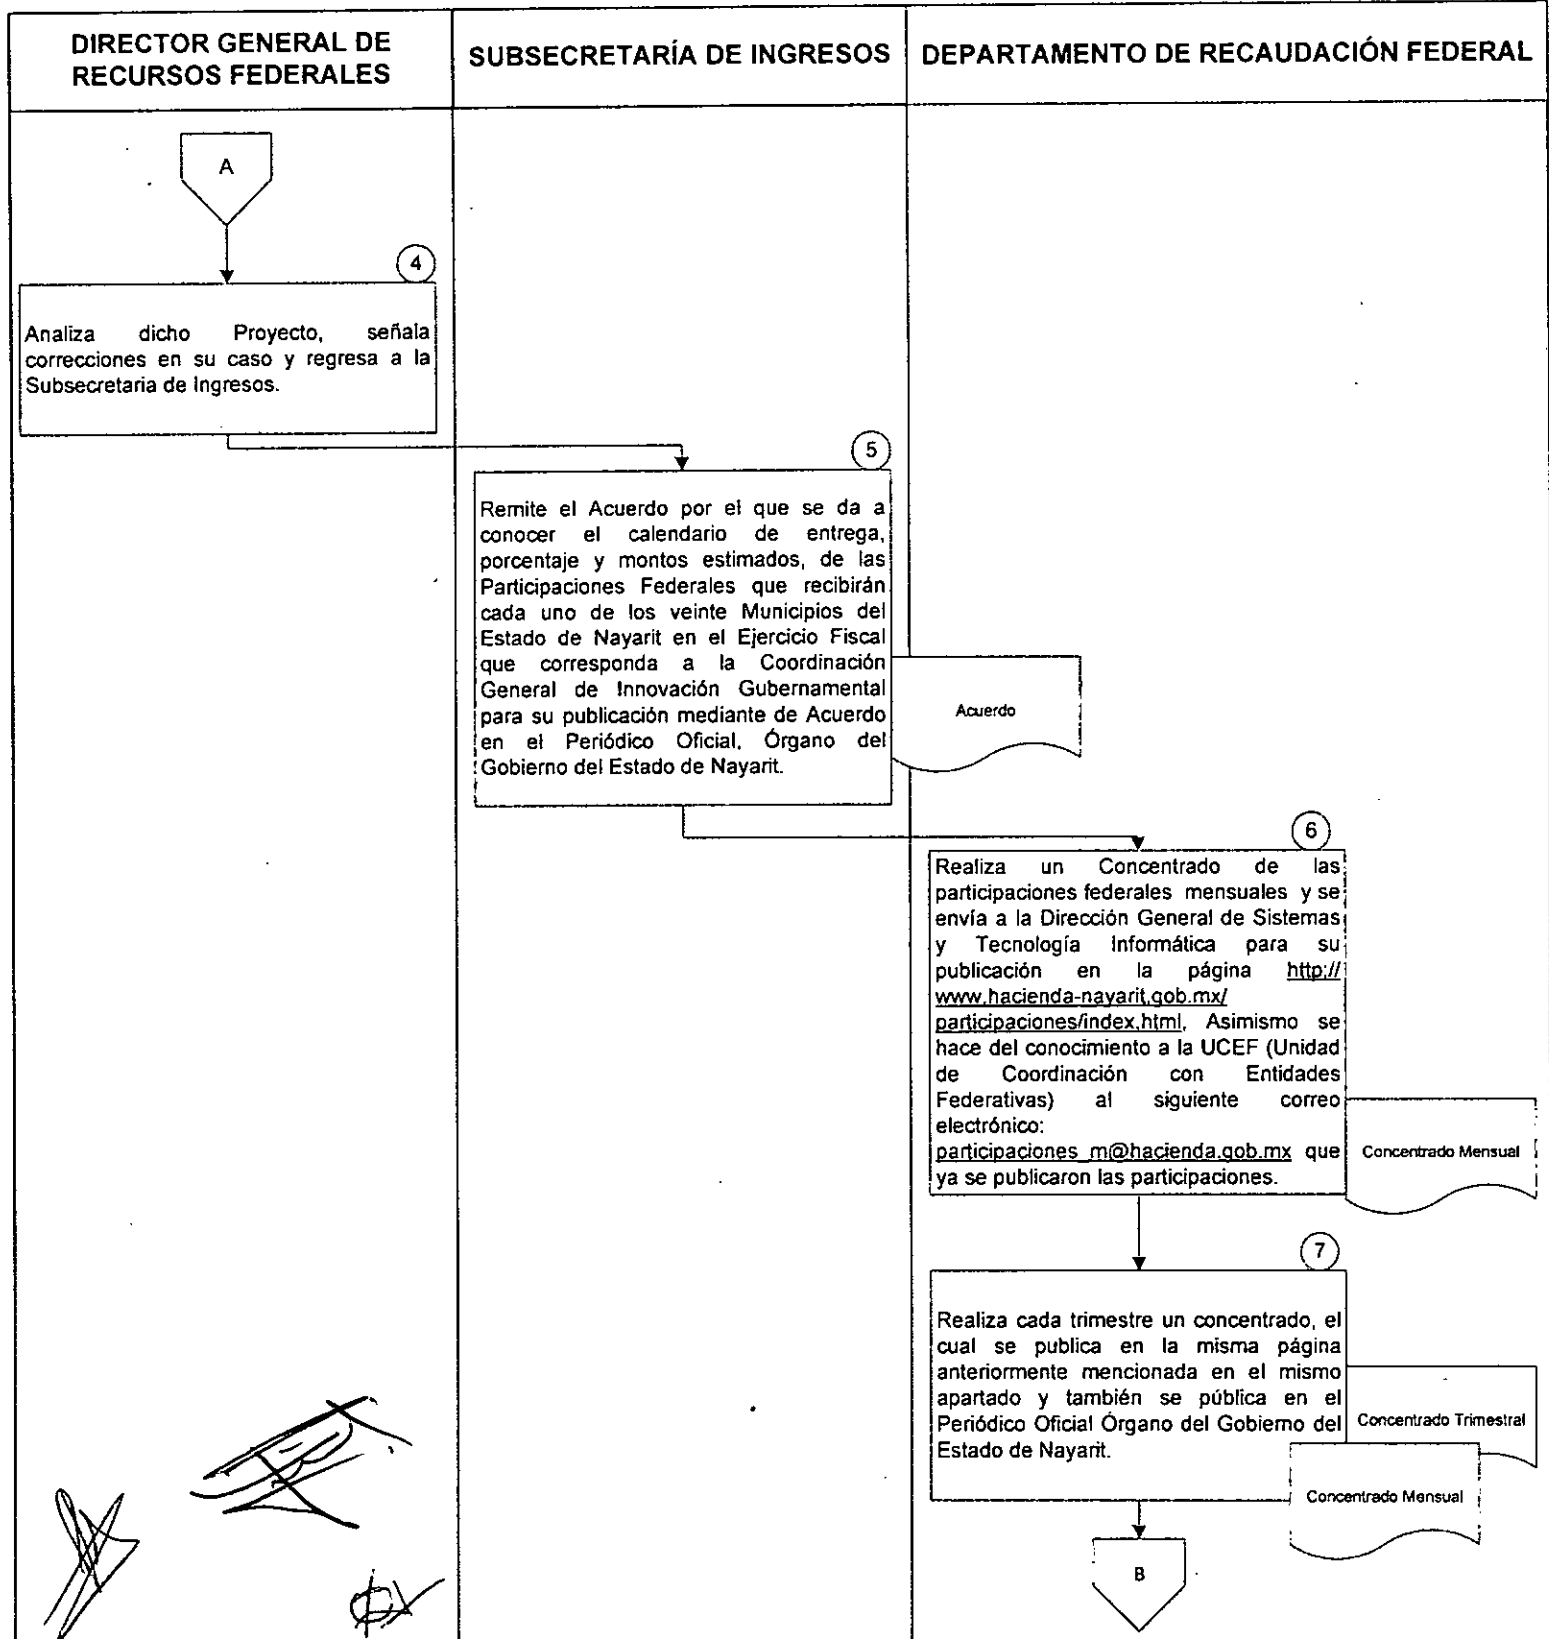 DIRECTOR GENERAL DE
RECURSOS FEDERALES
SUBSECRETARÍA DE INGRESOS
DEPARTAMENTO DE RECAUDACIÓN FEDERAL
A
4
Analiza dicho Proyecto, señala
correcciones en su caso y regresa a la
Subsecretaria de Ingresos.
5
Remite el Acuerdo por el que se da a
conocer el calendario de entrega,
porcentaje y montos estimados, de las
Participaciones Federales que recibirán
cada uno de los veinte Municipios del
Estado de Nayarit en el Ejercicio Fiscal
que corresponda a la Coordinación
General de Innovación Gubernamental
para su publicación mediante de Acuerdo
en el Periódico Oficial, Órgano del
Gobierno del Estado de Nayarit.
Acuerdo
6
Realiza un Concentrado de las
participaciones federales mensuales y se
envía a la Dirección General de Sistemas
y Tecnología Informática para su
publicación en la página http://
www.hacienda-nayarit.gob.mx/
participaciones/index.html, Asimismo se
hace del conocimiento a la UCEF (Unidad
de Coordinación con Entidades
Federativas) al siguiente correo
electrónico:
participaciones_m@hacienda.gob.mx que
ya se publicaron las participaciones.
Concentrado Mensual
7
Realiza cada trimestre un concentrado, el
cual se publica en la misma página
anteriormente mencionada en el mismo
apartado y también se pública en el
Periódico Oficial Órgano del Gobierno del
Estado de Nayarit.
Concentrado Trimestral
Concentrado Mensual
B